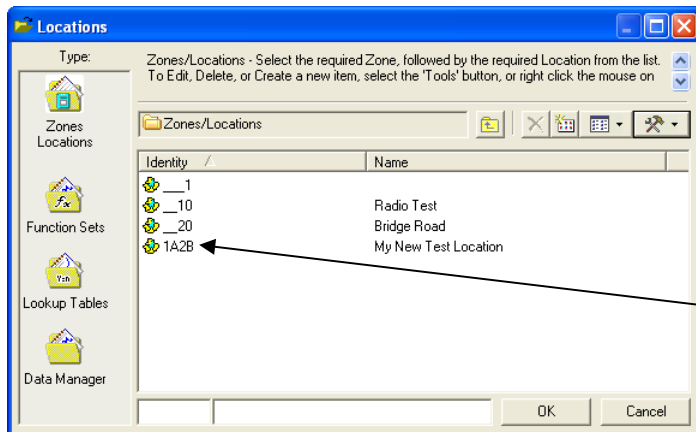 Locations
Type:
Zones/Locations - Select the required Zone, followed by the required Location from the list.
To Edit, Delete, or Create a new item, select the 'Tools' button, or right click the mouse on
Zones
Locations
Function Sets
Lookup Tables
Data Manager
Zones/Locations
Identity Name
__1
__10 Radio Test
__20 Bridge Road
1A2B My New Test Location
OK Cancel